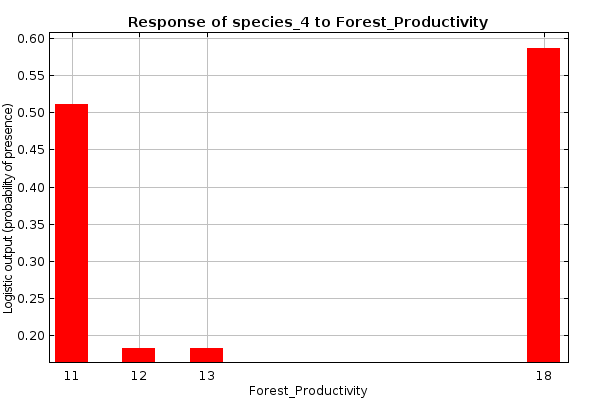 Response of species_4 to Forest_Productivity
Logistic output (probability of presence)
0.60
0.55
0.50
0.45
0.40
0.35
0.30
0.25
0.20
11 12 13 18
Forest_Productivity